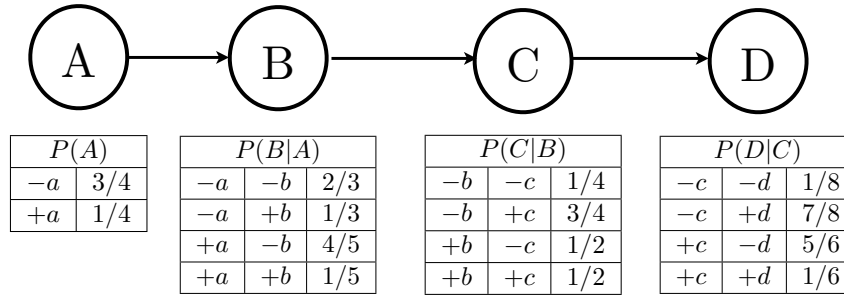 A B C D
P(A) P(B|A) P(C|B) P(D|C)
−a 3/4
+a 1/4
−a −b 2/3
−a +b 1/3
+a −b 4/5
+a +b 1/5
−b −c 1/4
−b +c 3/4
+b −c 1/2
+b +c 1/2
−c −d 1/8
−c +d 7/8
+c −d 5/6
+c +d 1/6